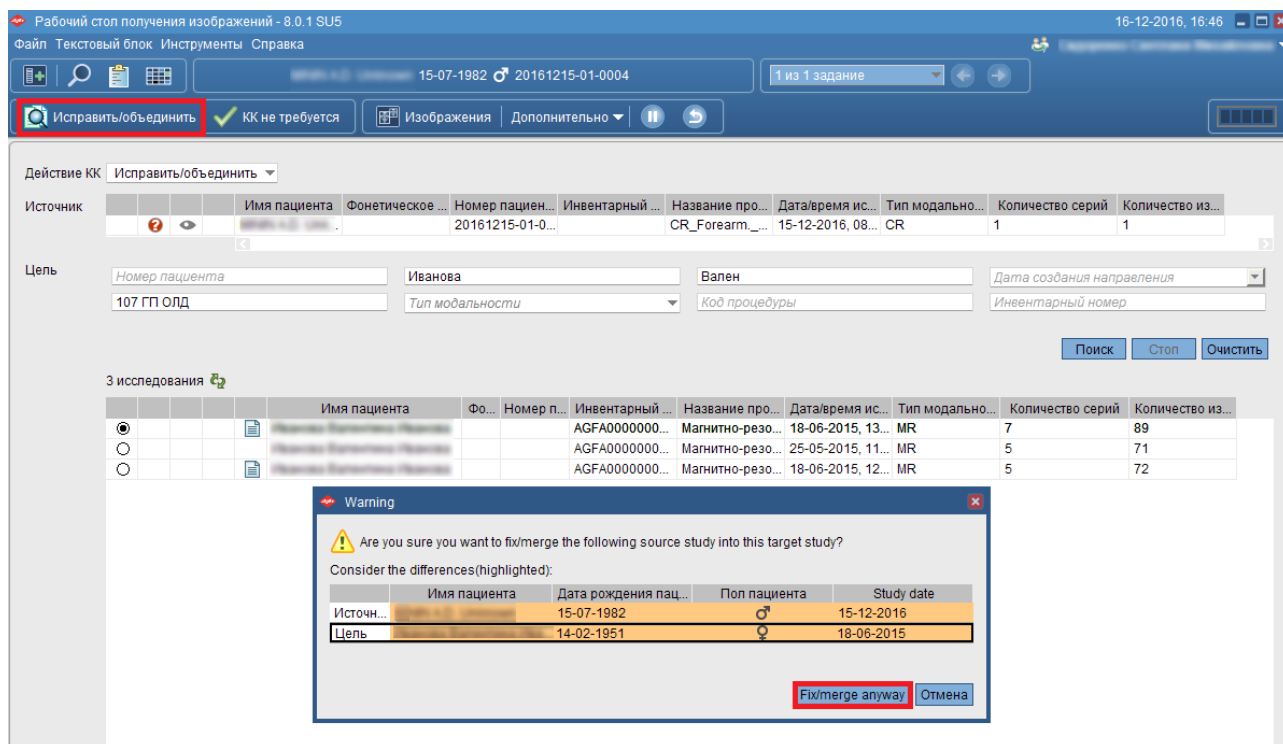 Рабочий стол получения изображений - 8.0.1 SU5 16-12-2016, 16:46
Файл Текстовый блок Инструменты Справка
15-07-1982 ♂ 20161215-01-0004 1 из 1 задание
Исправить/объединить КК не требуется Изображения Дополнительно
Действие КК Исправить/объединить
Источник Имя пациента Фонетическое ... Номер пациен... Инвентарный ... Название про... Дата/время ис... Тип модально... Количество серий Количество из...
20161215-01-0... CR_Forearm._... 15-12-2016, 08... CR 1 1
Цель Номер пациента Иванова Вален Дата создания направления
107 ГП ОЛД Тип модальности Код процедуры Инвентарный номер
Поиск Стоп Очистить
3 исследования
Имя пациента Фо... Номер п... Инвентарный ... Название про... Дата/время ис... Тип модально... Количество серий Количество из...
AGFA0000000... Магнитно-резо... 18-06-2015, 13... MR 7 89
AGFA0000000... Магнитно-резо... 25-05-2015, 11... MR 5 71
AGFA0000000... Магнитно-резо... 18-06-2015, 12... MR 5 72
Warning
Are you sure you want to fix/merge the following source study into this target study?
Consider the differences(highlighted):
Имя пациента Дата рождения пац... Пол пациента Study date
Источн... 15-07-1982 ♂ 15-12-2016
Цель 14-02-1951 ♀ 18-06-2015
Fix/merge anyway Отмена